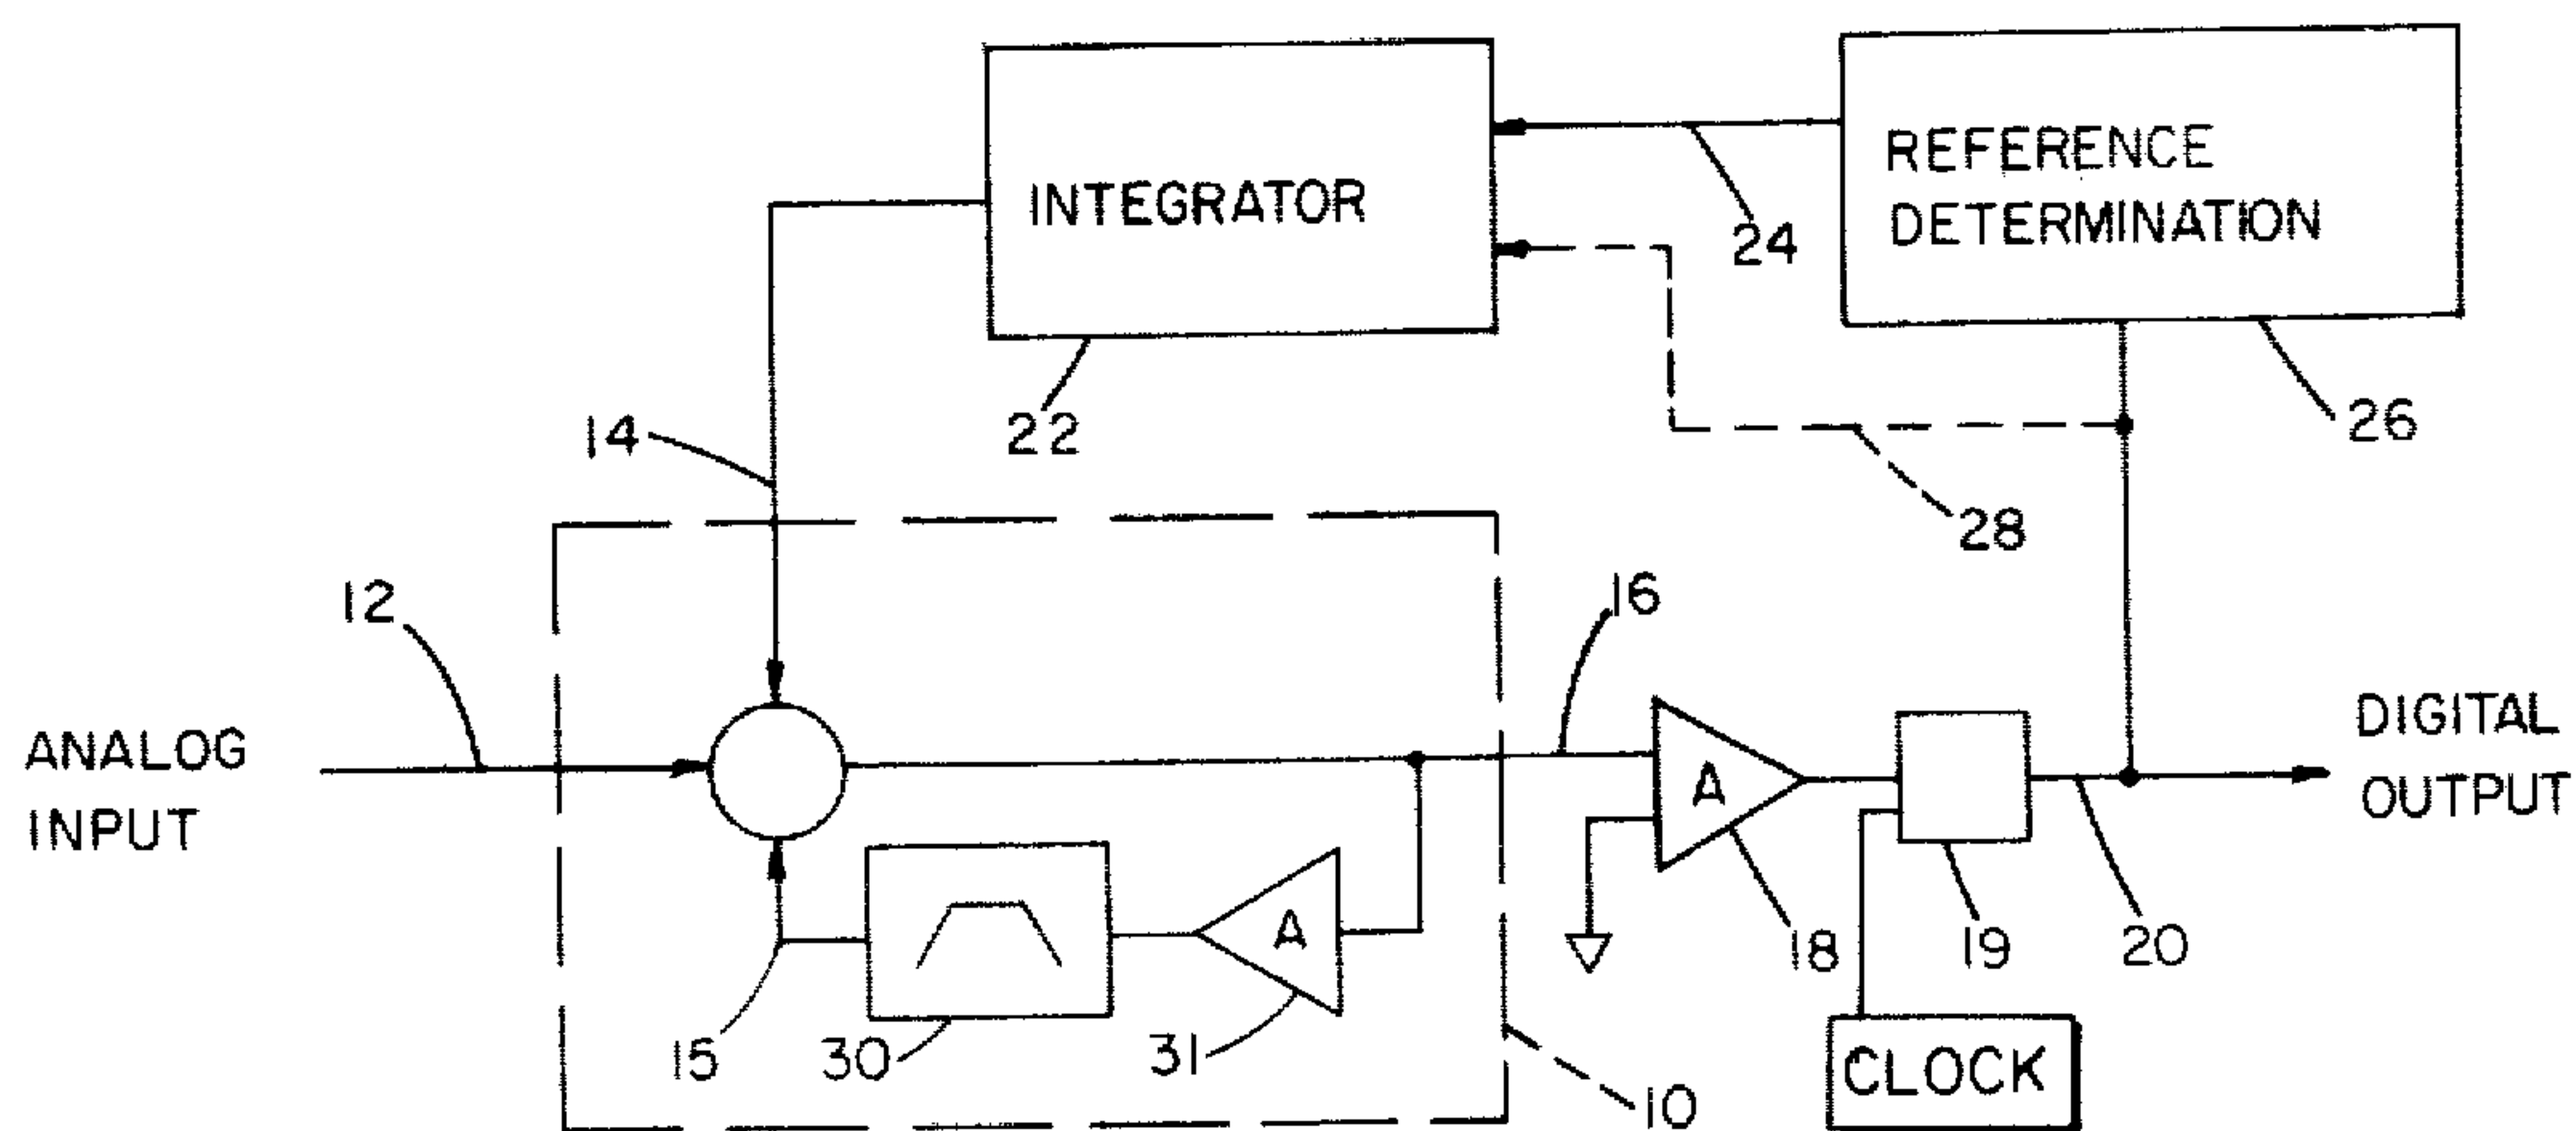 REFERENCE
DETERMINATION
INTEGRATOR
24
22
26
14
28
12
16
ANALOG
INPUT
DIGITAL
OUTPUT
A
A
18
19
20
15
30
31
10
CLOCK